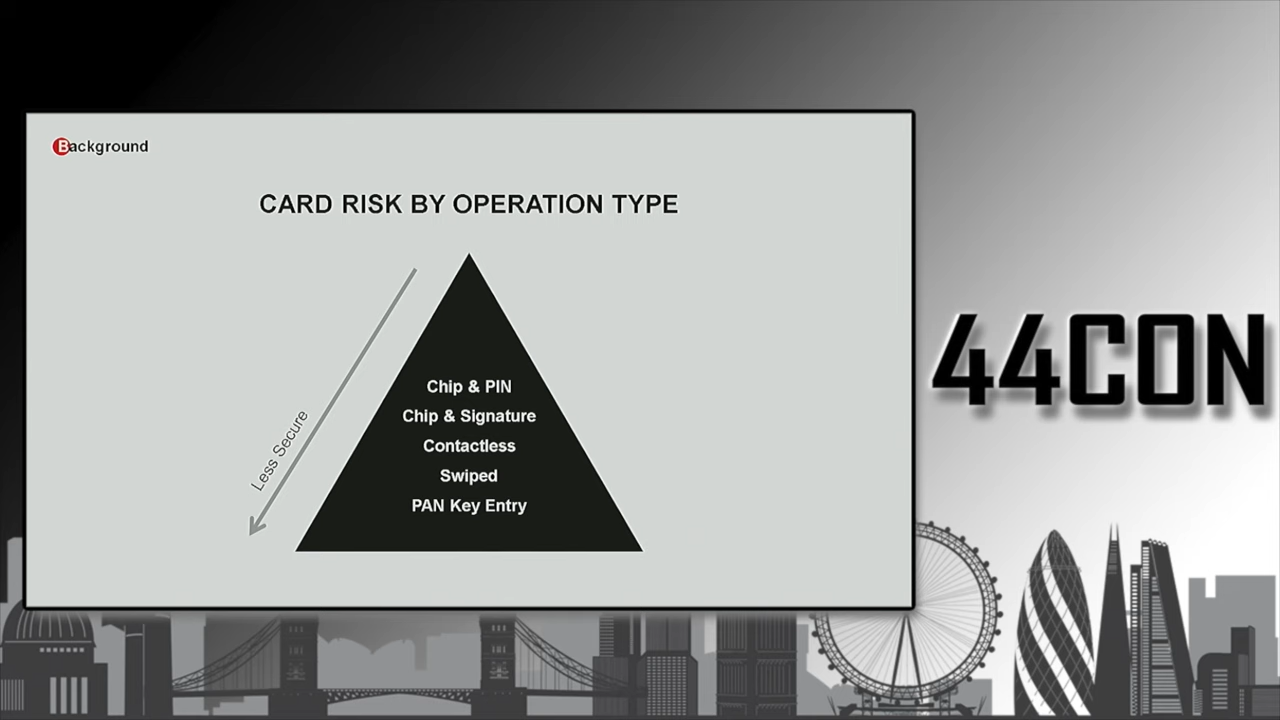 Background
CARD RISK BY OPERATION TYPE
Less Secure
Chip & PIN
Chip & Signature
Contactless
Swiped
PAN Key Entry
44CON